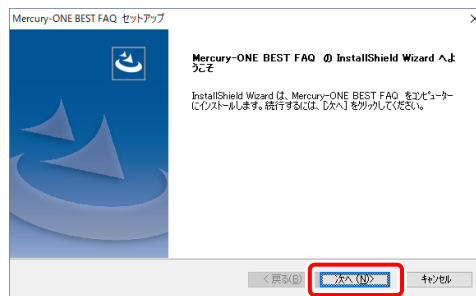 Mercury-ONE BEST FAQ セットアップ
Mercury-ONE BEST FAQ の InstallShield Wizard へよ
うこそ
InstallShield Wizard は、Mercury-ONE BEST FAQ をコンピューター
にインストールします。続行するには、[次へ] をクリックしてください。
< 戻る(B)
次へ (N)>
キャンセル